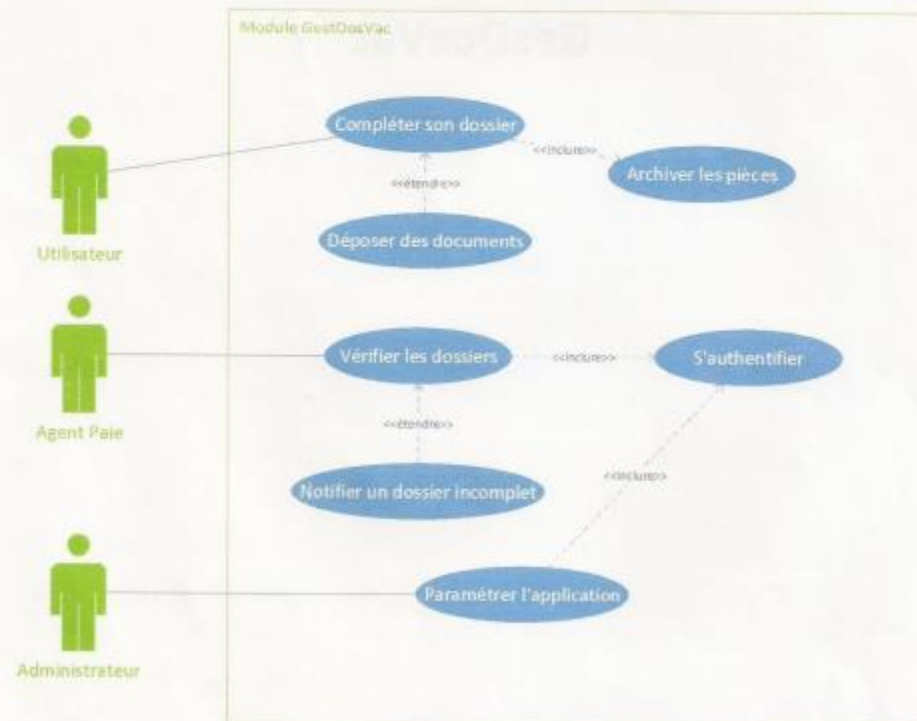 Module GestDosVac
Compléter son dossier
<<inclure>>
Archiver les pièces
<<étendre>>
Déposer des documents
Utilisateur
Vérifier les dossiers
<<inclure>>
S'authentifier
Agent Paie
<<étendre>>
<<inclure>>
Notifier un dossier incomplet
Paramétrer l'application
Administrateur